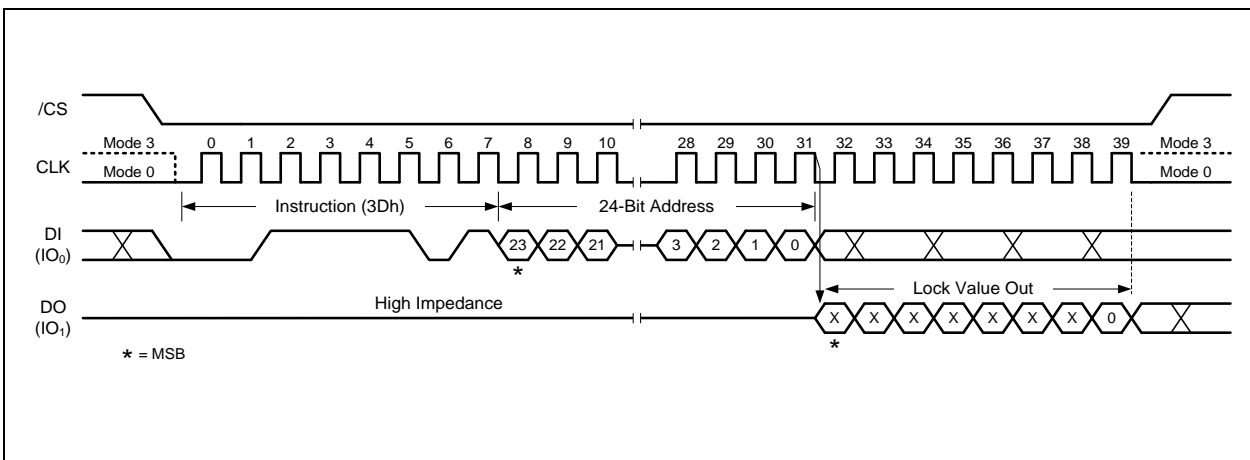 /CS
Mode 3 0 1 2 3 4 5 6 7 8 9 10 28 29 30 31 32 33 34 35 36 37 38 39 Mode 3
CLK
Mode 0 Mode 0
Instruction (3Dh) 24-Bit Address
DI
(IO₀)
23 22 21 3 2 1 0
*
High Impedance
Lock Value Out
DO
(IO₁)
X X X X X X X 0
*
* = MSB